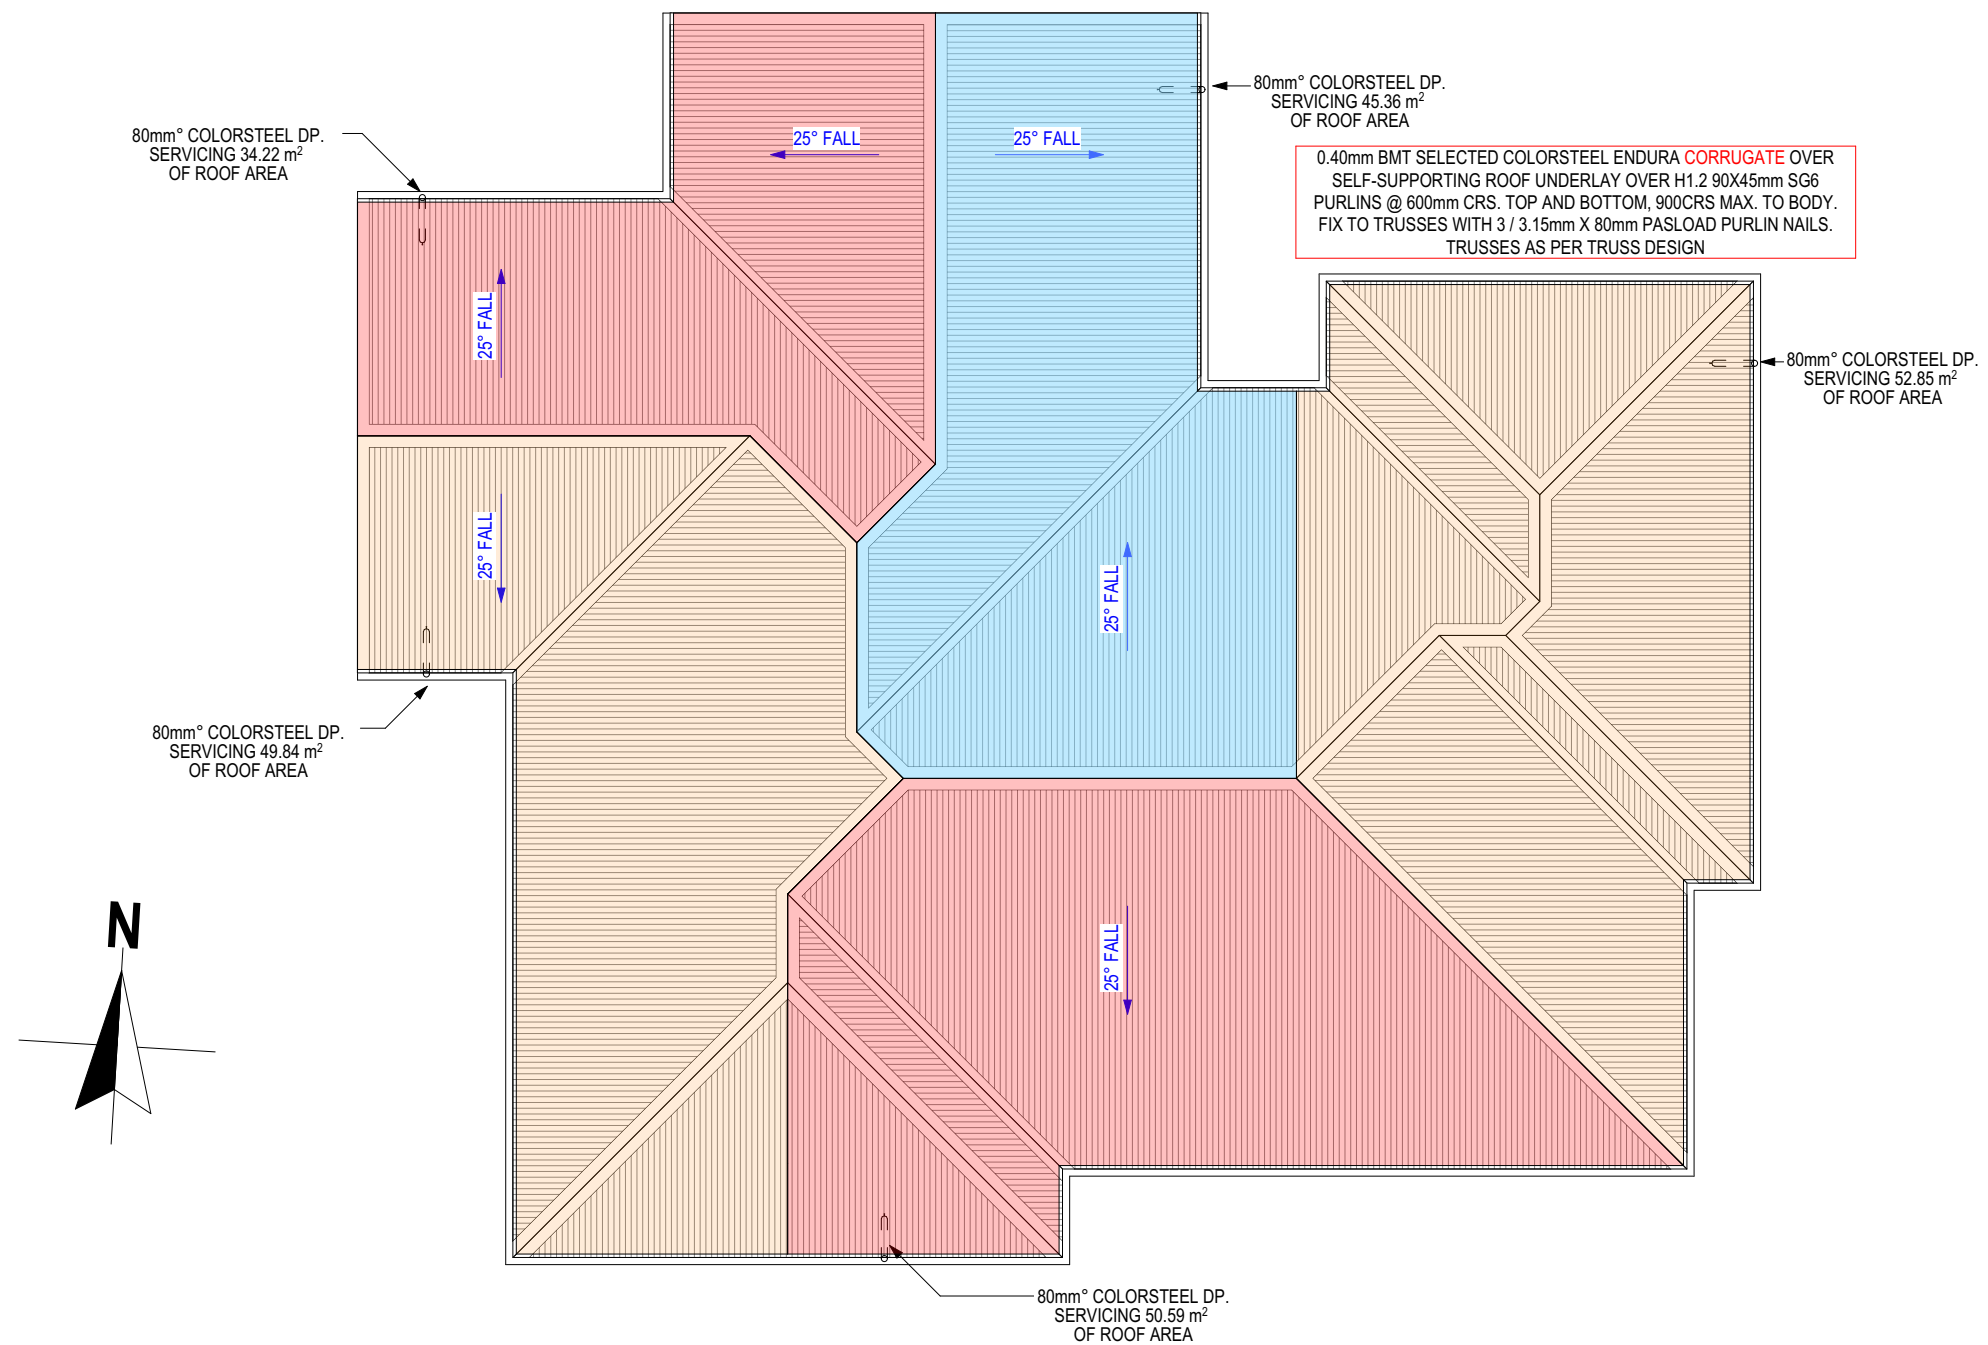 80mm° COLORSTEEL DP.
SERVICING 45.36 m²
OF ROOF AREA
80mm° COLORSTEEL DP.
SERVICING 34.22 m²
OF ROOF AREA
25° FALL
25° FALL
0.40mm BMT SELECTED COLORSTEEL ENDURA CORRUGATE OVER
SELF-SUPPORTING ROOF UNDERLAY OVER H1.2 90X45mm SG6
PURLINS @ 600mm CRS. TOP AND BOTTOM, 900CRS MAX. TO BODY.
FIX TO TRUSSES WITH 3 / 3.15mm X 80mm PASLOAD PURLIN NAILS.
TRUSSES AS PER TRUSS DESIGN
25° FALL
80mm° COLORSTEEL DP.
SERVICING 52.85 m²
OF ROOF AREA
25° FALL
25° FALL
80mm° COLORSTEEL DP.
SERVICING 49.84 m²
OF ROOF AREA
N
25° FALL
80mm° COLORSTEEL DP.
SERVICING 50.59 m²
OF ROOF AREA